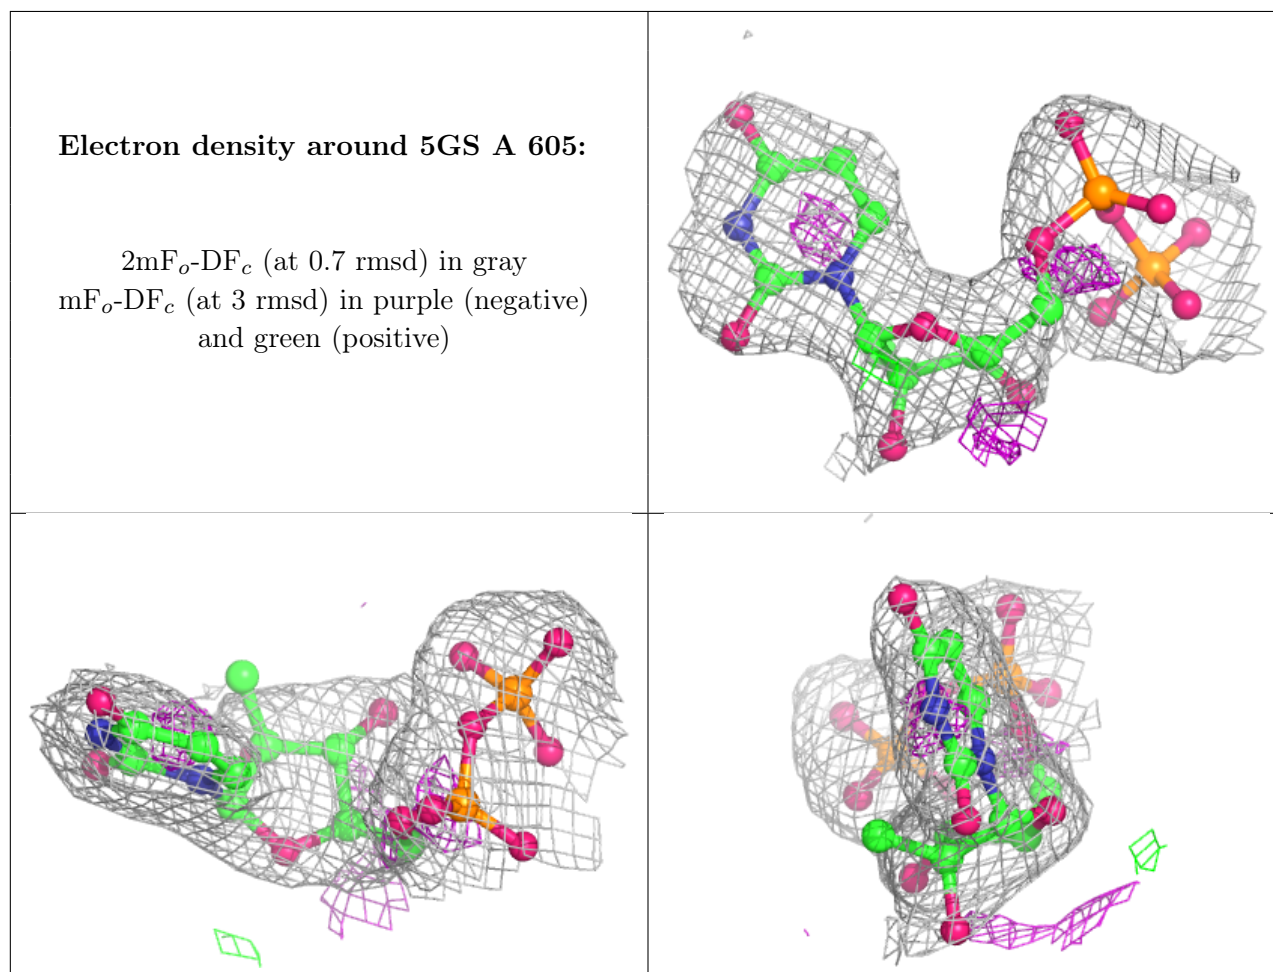 Electron density around 5GS A 605:
2mFo-DFc (at 0.7 rmsd) in gray
mFo-DFc (at 3 rmsd) in purple (negative)
and green (positive)